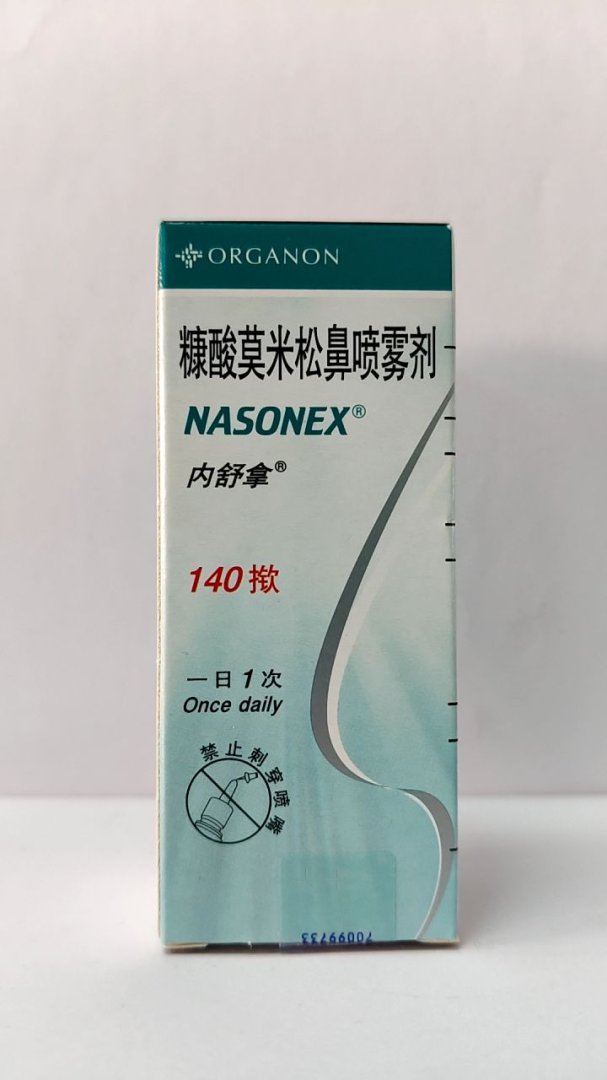 ORGANON
糠酸莫米松鼻喷雾剂
NASONEX®
内舒拿®
140揿
一日1次
Once daily
禁止刺穿喷嘴
70099733